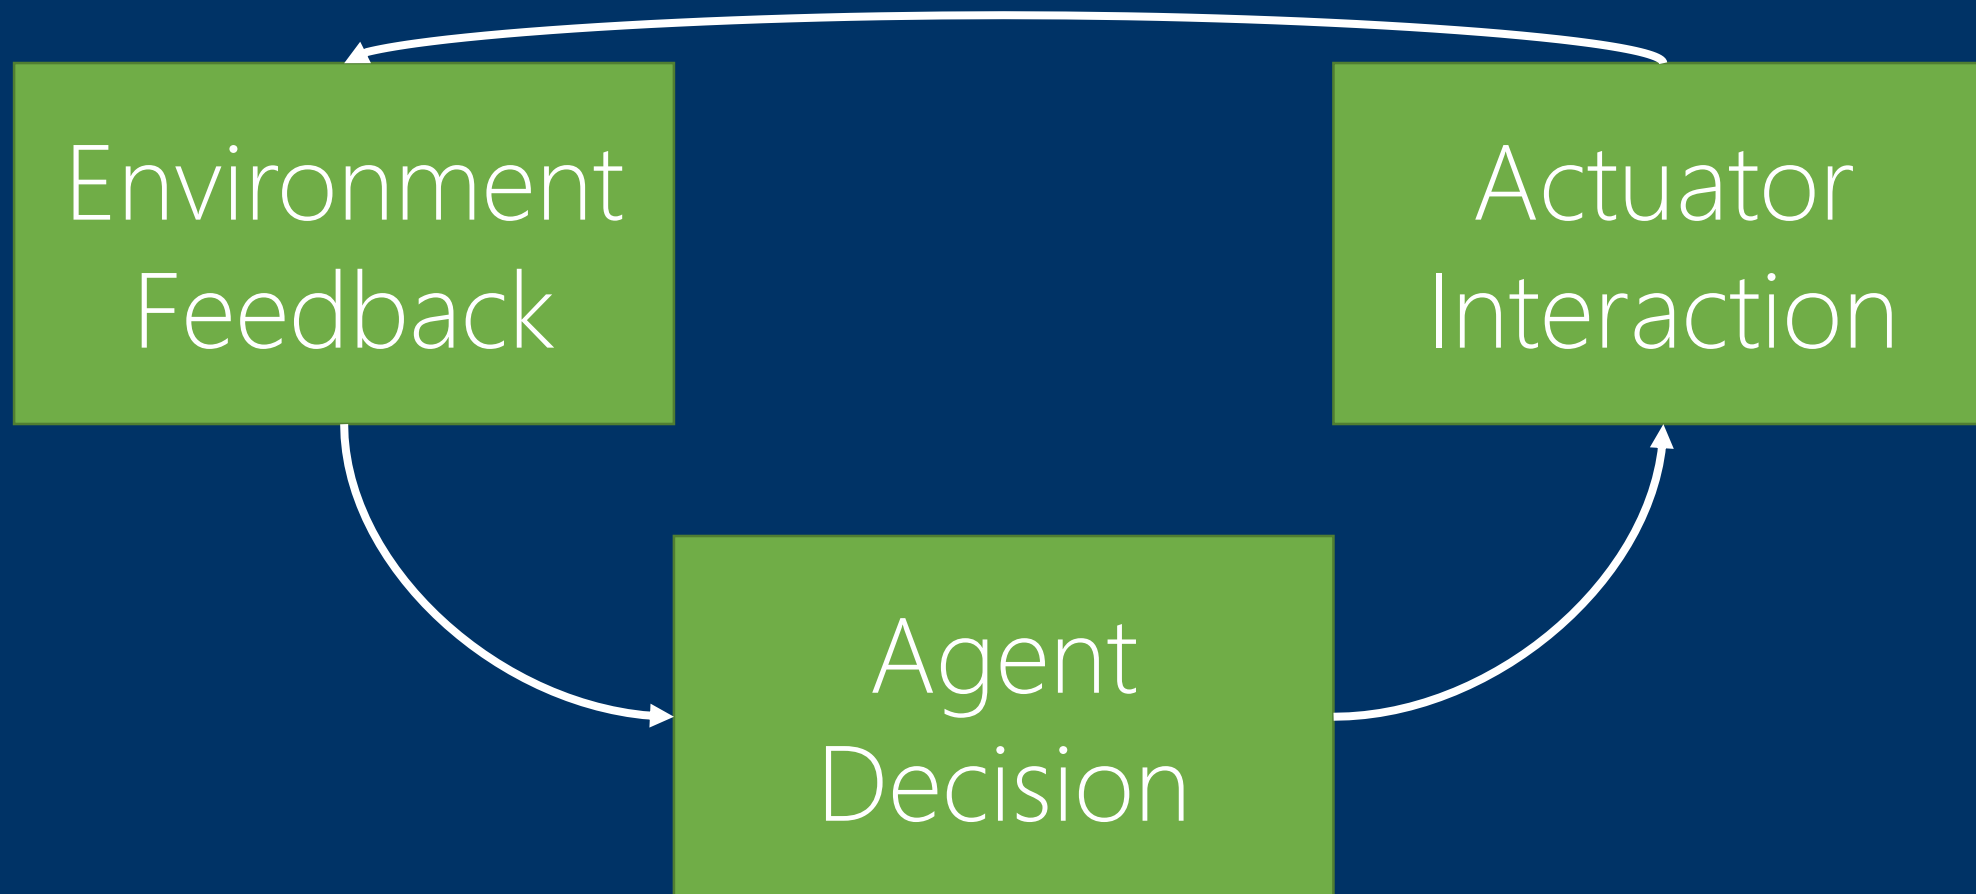 Environment
Feedback
Actuator
Interaction
Agent
Decision